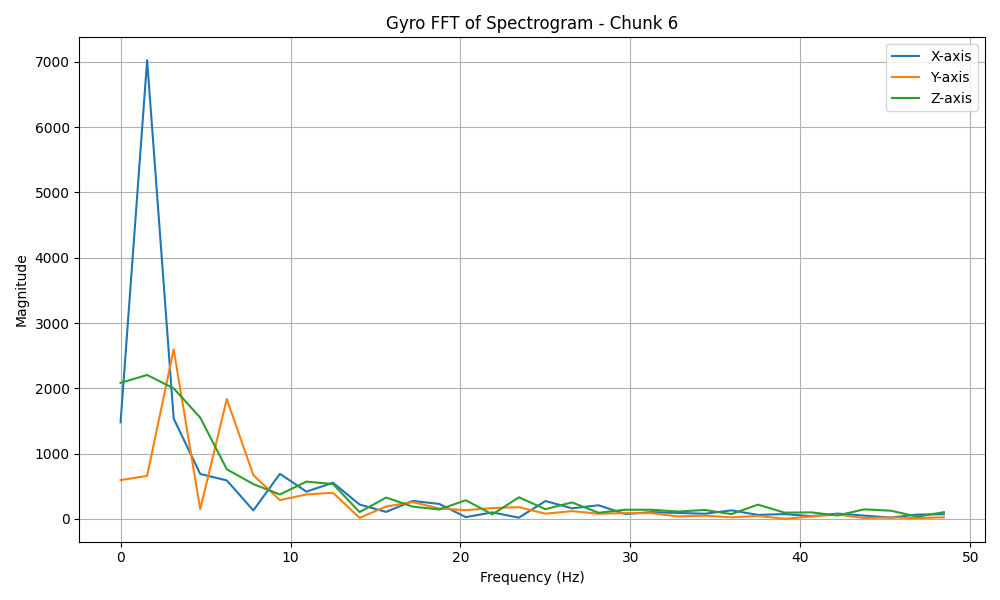 Gyro FFT of Spectrogram - Chunk 6
X-axis
Y-axis
Z-axis
7000
6000
5000
4000
3000
2000
1000
0
Magnitude
0 10 20 30 40 50
Frequency (Hz)